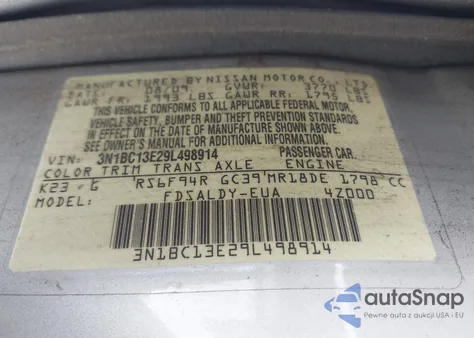 MANUFACTURED BY NISSAN MOTOR CO., LTD
DATE: 08/09 GVWR: 3770 LBS
GAWR FR: 1993 LBS GAWR RR: 1795 LBS
THIS VEHICLE CONFORMS TO ALL APPLICABLE FEDERAL MOTOR
VEHICLE SAFETY, BUMPER AND THEFT PREVENTION
STANDARDS IN EFFECT ON THE DATE OF MANUFACTURE SHOWN ABOVE.
SEE OWNER'S MANUAL FOR ADDITIONAL INFORMATION.
VIN: 3N1BC13E29L498914 PASSENGER CAR.
COLOR TRIM TRANS AXLE ENGINE
K23 G RS6F94R GC39 MR18DE 1798 CC
MODEL: FDSALDY-EUA 4Z000
3N1BC13E29L498914
autoSnap
Pewne auta z aukcji USA i EU